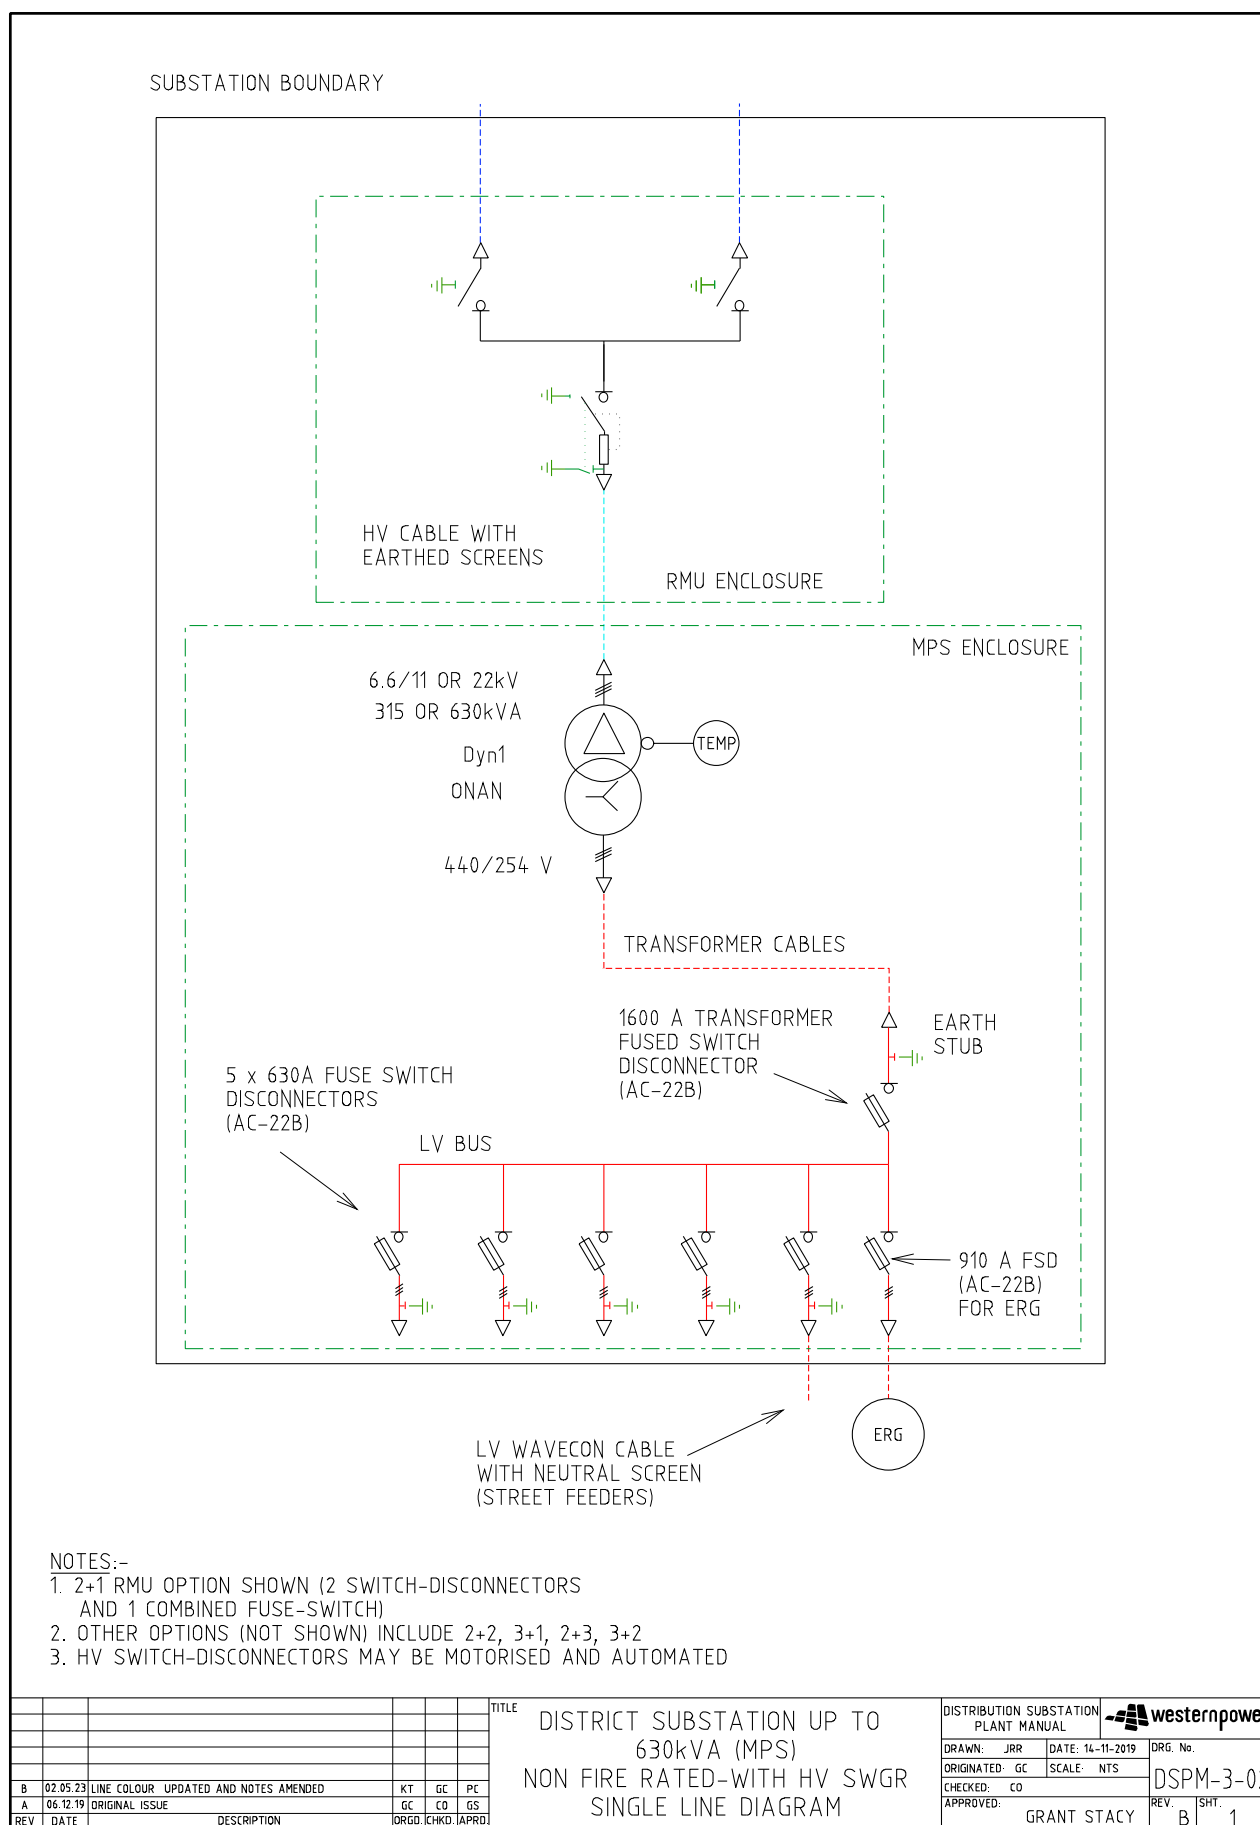 SUBSTATION BOUNDARY
HV CABLE WITH
EARTHED SCREENS
RMU ENCLOSURE
MPS ENCLOSURE
6.6/11 OR 22kV
315 OR 630kVA
Dyn1
ONAN
TEMP
440/254 V
TRANSFORMER CABLES
1600 A TRANSFORMER
FUSED SWITCH
DISCONNECTOR
(AC-22B)
EARTH
STUB
5 x 630A FUSE SWITCH
DISCONNECTORS
(AC-22B)
LV BUS
910 A FSD
(AC-22B)
FOR ERG
ERG
LV WAVECON CABLE
WITH NEUTRAL SCREEN
(STREET FEEDERS)
NOTES:-
1. 2+1 RMU OPTION SHOWN (2 SWITCH-DISCONNECTORS
AND 1 COMBINED FUSE-SWITCH)
2. OTHER OPTIONS (NOT SHOWN) INCLUDE 2+2, 3+1, 2+3, 3+2
3. HV SWITCH-DISCONNECTORS MAY BE MOTORISED AND AUTOMATED
B 02.05.23 LINE COLOUR UPDATED AND NOTES AMENDED KT GC PC
A 06.12.19 ORIGINAL ISSUE GC CO GS
REV DATE DESCRIPTION ORGD. CHKD. APRD.
TITLE
DISTRICT SUBSTATION UP TO
630kVA (MPS)
NON FIRE RATED-WITH HV SWGR
SINGLE LINE DIAGRAM
DISTRIBUTION SUBSTATION
PLANT MANUAL
westernpowe
DRAWN: JRR DATE: 14-11-2019
ORIGINATED: GC SCALE: NTS
CHECKED: CO
APPROVED:
GRANT STACY
DRG. No.
DSPM-3-0
REV. B SHT. 1